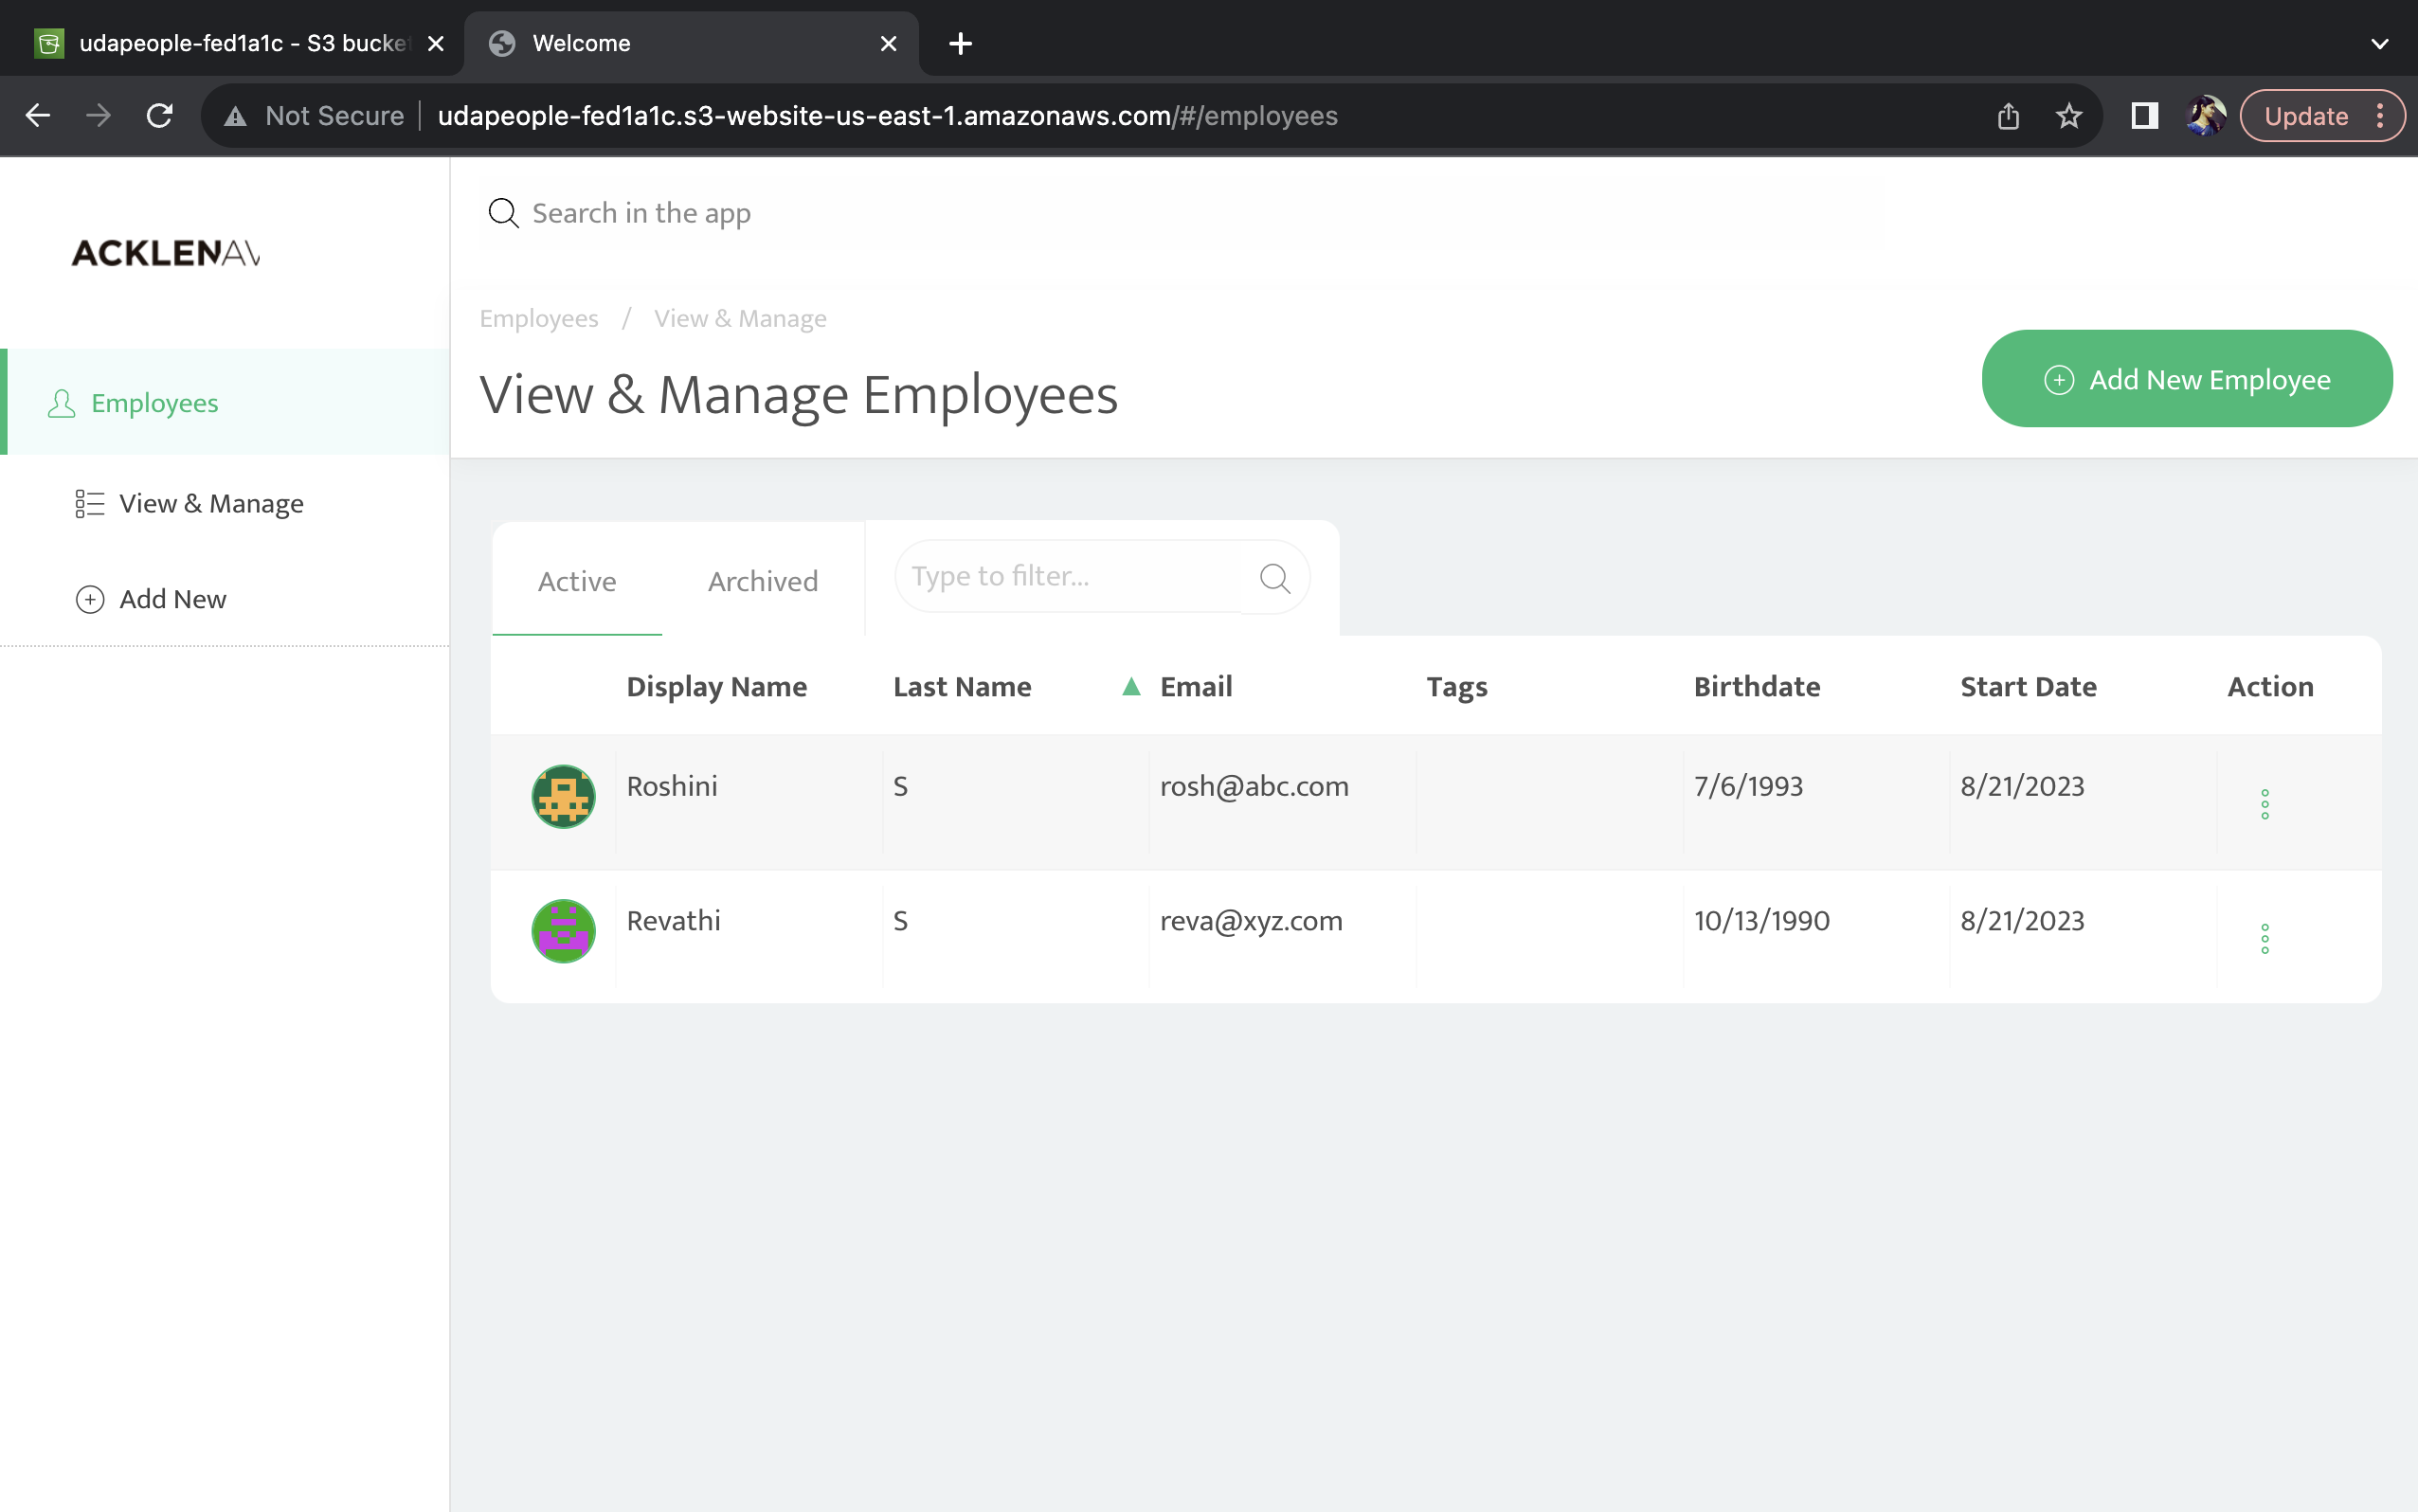 udapeople-fed1a1c - S3 bucket
Welcome
Not Secure
udapeople-fed1a1c.s3-website-us-east-1.amazonaws.com/#/employees
Update
ACKLENAV
Search in the app
Employees / View & Manage
View & Manage Employees
Add New Employee
Employees
View & Manage
Add New
Active
Archived
Type to filter...
Display Name Last Name Email Tags Birthdate Start Date Action
Roshini S rosh@abc.com 7/6/1993 8/21/2023
Revathi S reva@xyz.com 10/13/1990 8/21/2023